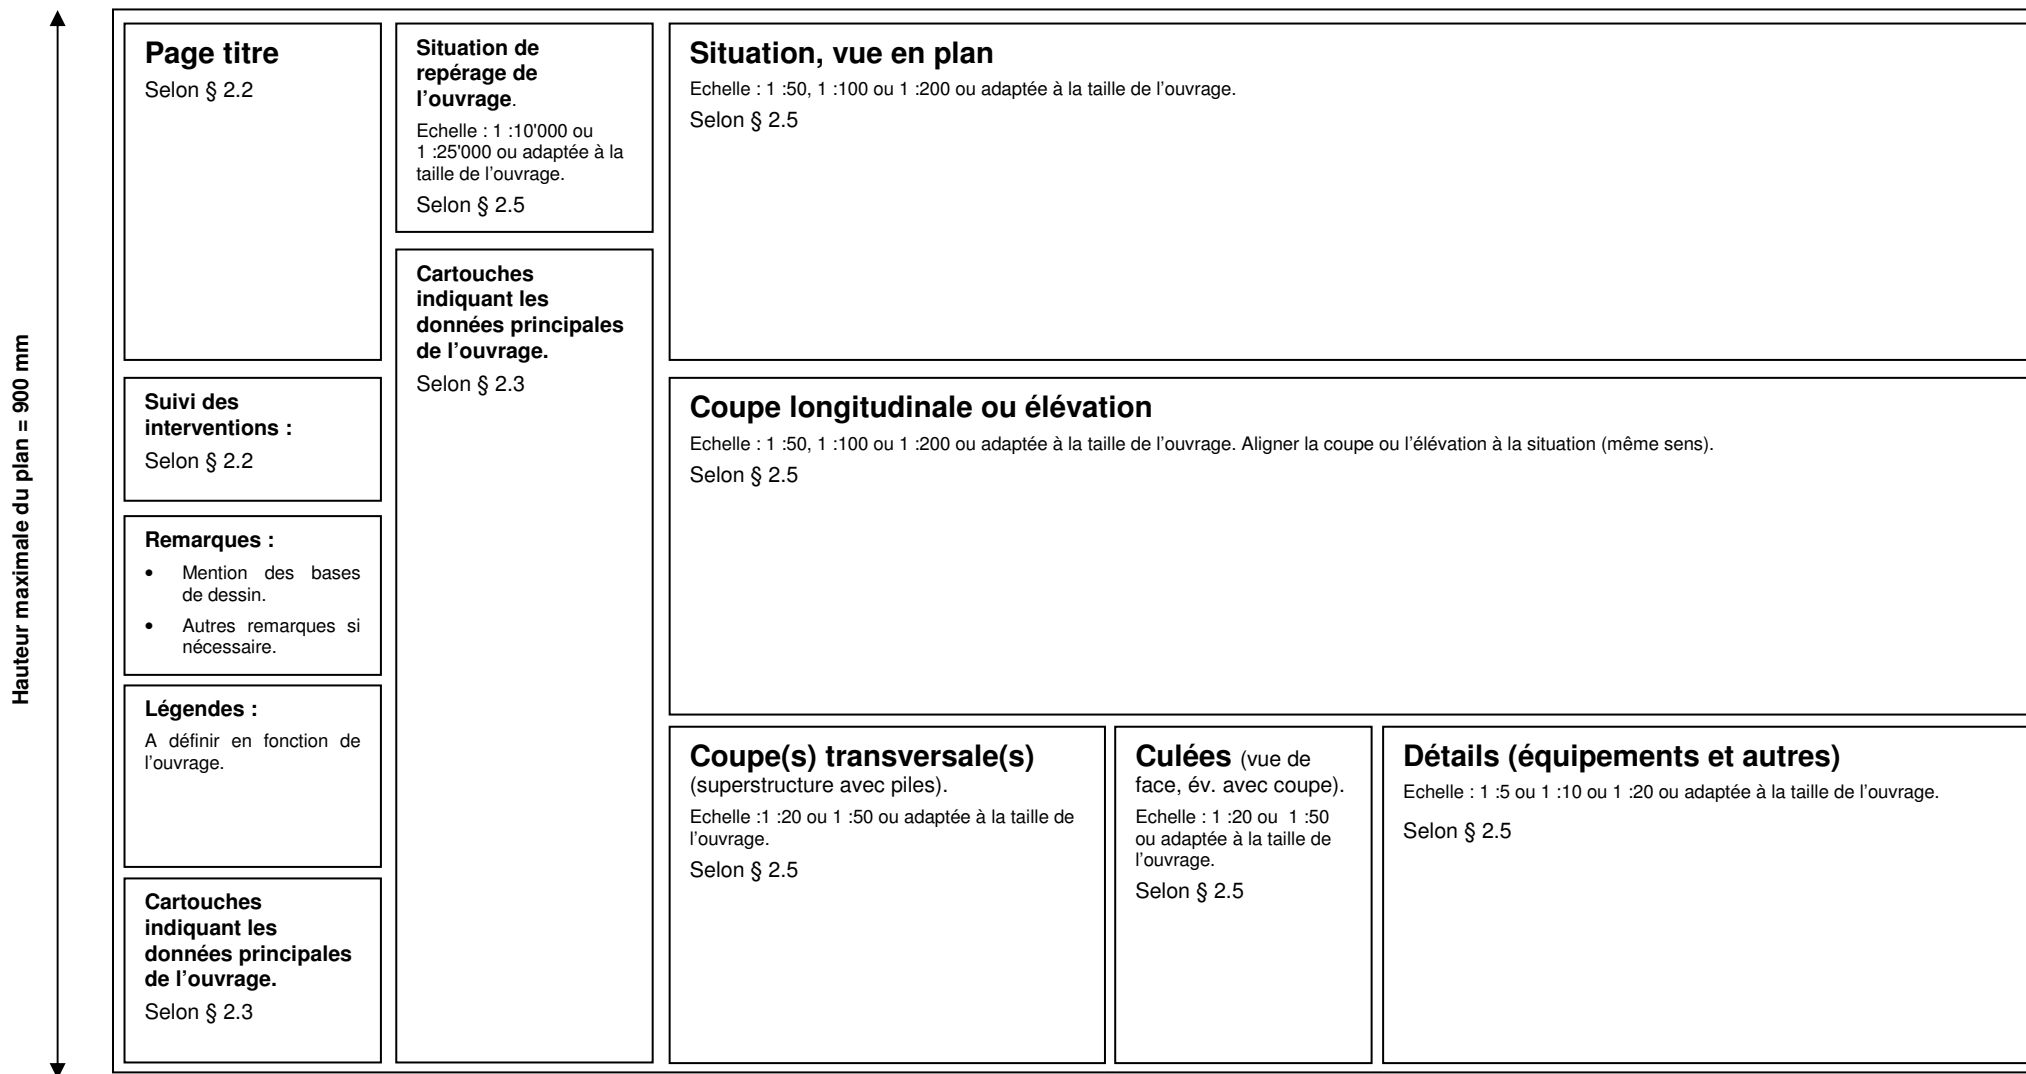 Hauteur maximale du plan = 900 mm
Page titre
Selon § 2.2
Suivi des
interventions :
Selon § 2.2
Remarques :
• Mention des bases
de dessin.
• Autres remarques si
nécessaire.
Légendes :
A définir en fonction de
l’ouvrage.
Cartouches
indiquant les
données principales
de l’ouvrage.
Selon § 2.3
Situation de
repérage de
l’ouvrage.
Echelle : 1 :10'000 ou
1 :25'000 ou adaptée à la
taille de l’ouvrage.
Selon § 2.5
Cartouches
indiquant les
données principales
de l’ouvrage.
Selon § 2.3
Situation, vue en plan
Echelle : 1 :50, 1 :100 ou 1 :200 ou adaptée à la taille de l’ouvrage.
Selon § 2.5
Coupe longitudinale ou élévation
Echelle : 1 :50, 1 :100 ou 1 :200 ou adaptée à la taille de l’ouvrage. Aligner la coupe ou l’élévation à la situation (même sens).
Selon § 2.5
Coupe(s) transversale(s)
(superstructure avec piles).
Echelle :1 :20 ou 1 :50 ou adaptée à la taille de
l’ouvrage.
Selon § 2.5
Culées (vue de
face, év. avec coupe).
Echelle : 1 :20 ou 1 :50
ou adaptée à la taille de
l’ouvrage.
Selon § 2.5
Détails (équipements et autres)
Echelle : 1 :5 ou 1 :10 ou 1 :20 ou adaptée à la taille de l’ouvrage.
Selon § 2.5